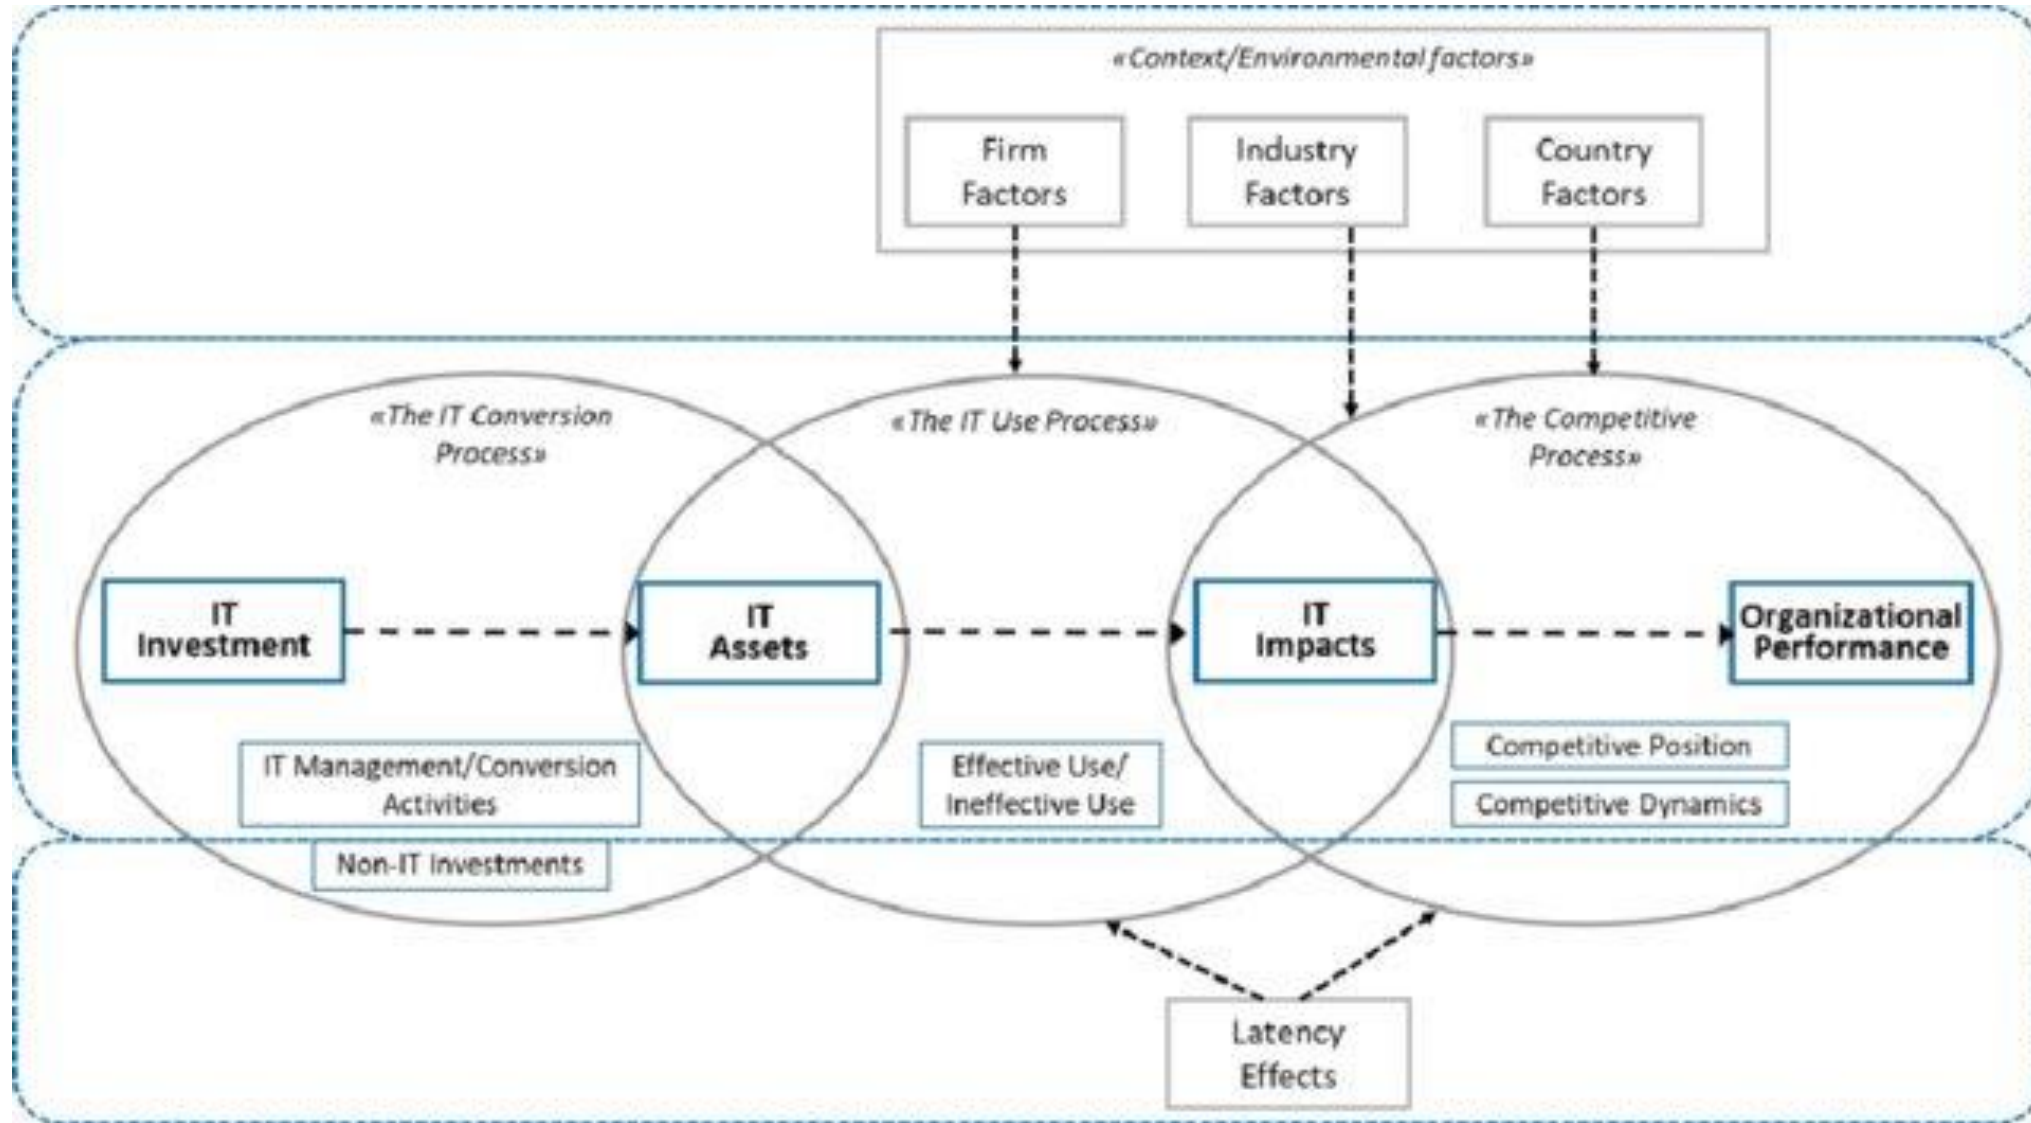 «Context/Environmental factors»
Firm
Factors
Industry
Factors
Country
Factors
«The IT Conversion
Process»
«The IT Use Process»
«The Competitive
Process»
IT
Investment
IT
Assets
IT
Impacts
Organizational
Performance
IT Management/Conversion
Activities
Non-IT Investments
Effective Use/
Ineffective Use
Competitive Position
Competitive Dynamics
Latency
Effects